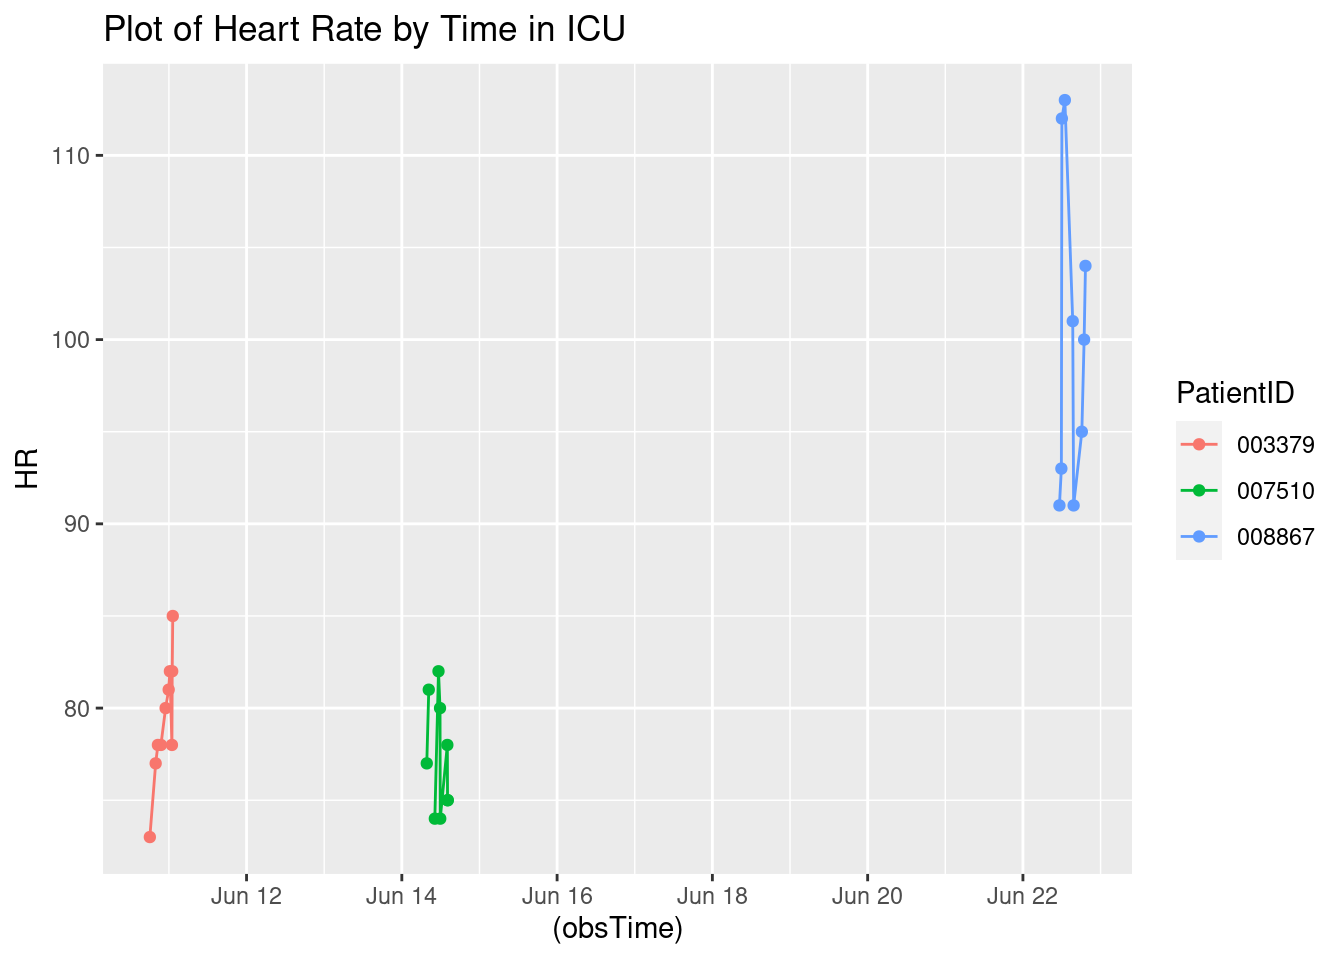 Plot of Heart Rate by Time in ICU
HR
110
100
90
80
Jun 12
Jun 14
Jun 16
Jun 18
Jun 20
Jun 22
(obsTime)
PatientID
003379
007510
008867